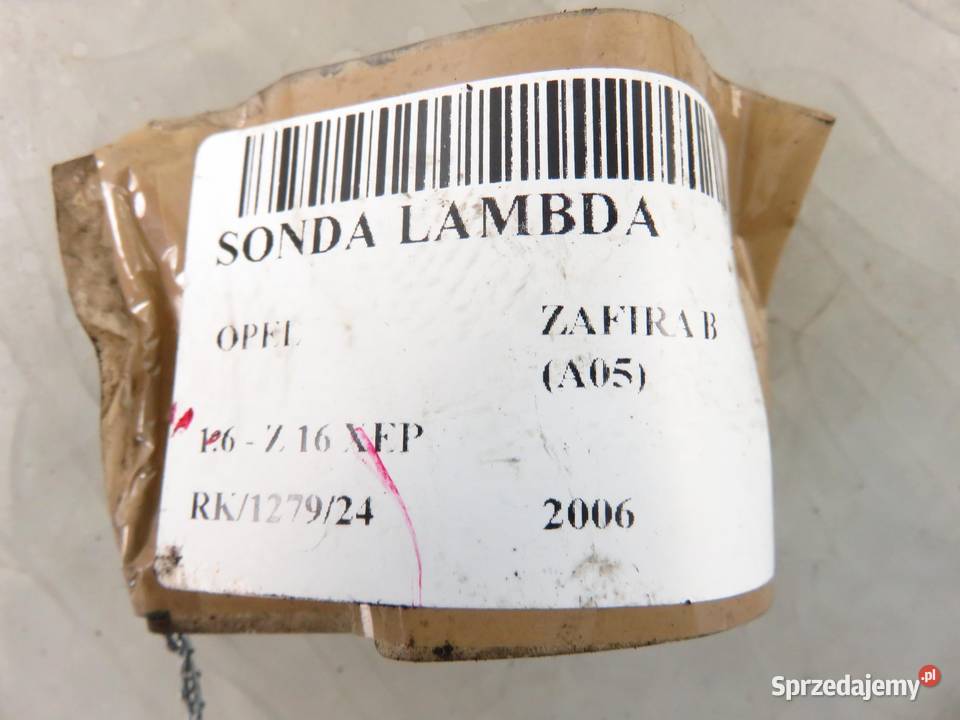 SONDA LAMBDA
OPEL ZAFIRA B
(A05)
1.6 - Z 16 XEP
RK/1279/24 2006
Sprzedajemy.pl